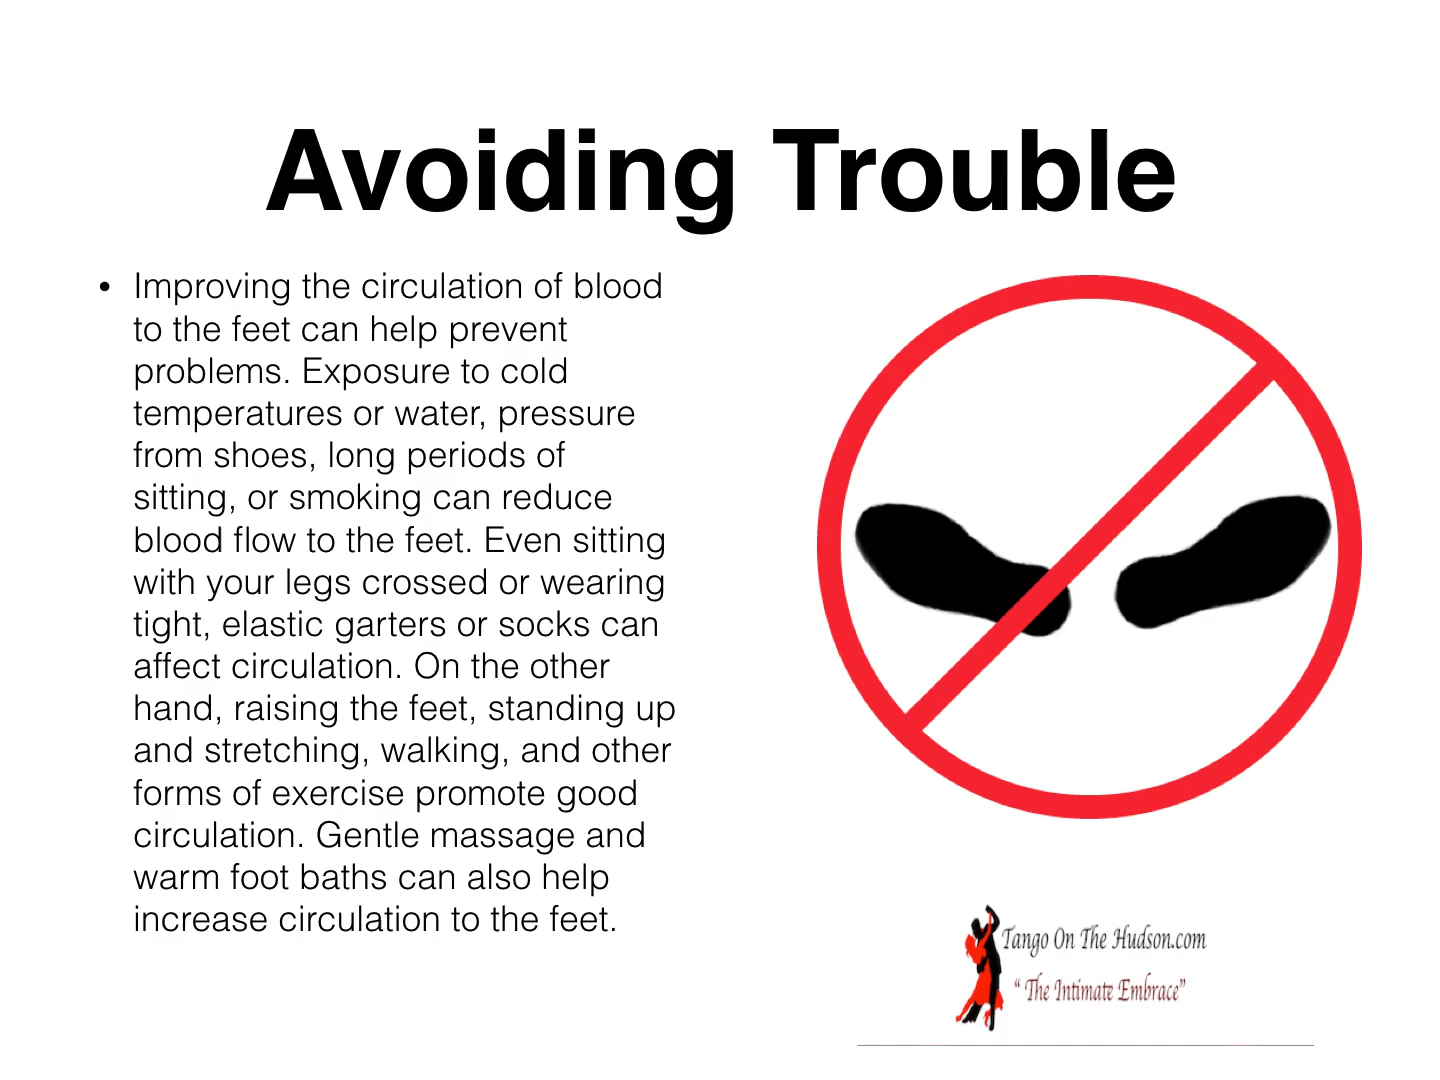 Avoiding Trouble
• Improving the circulation of blood
to the feet can help prevent
problems. Exposure to cold
temperatures or water, pressure
from shoes, long periods of
sitting, or smoking can reduce
blood flow to the feet. Even sitting
with your legs crossed or wearing
tight, elastic garters or socks can
affect circulation. On the other
hand, raising the feet, standing up
and stretching, walking, and other
forms of exercise promote good
circulation. Gentle massage and
warm foot baths can also help
increase circulation to the feet.
Tango On The Hudson.com
“ The Intimate Embrace”